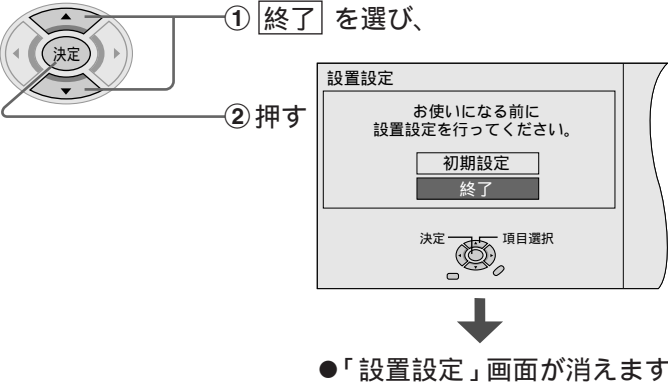 ① 終了 を選び、
決定
② 押す
設置設定
お使いになる前に
設置設定を行ってください。
初期設定
終了
決定 項目選択
●「設置設定」画面が消えます